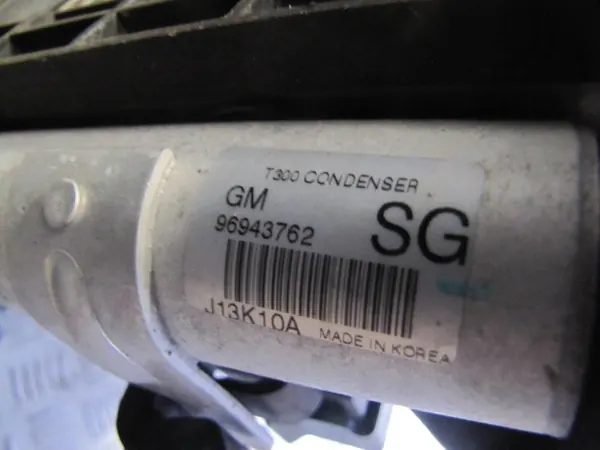 T300 CONDENSER
GM
96943762
SG
J13K10A MADE IN KOREA